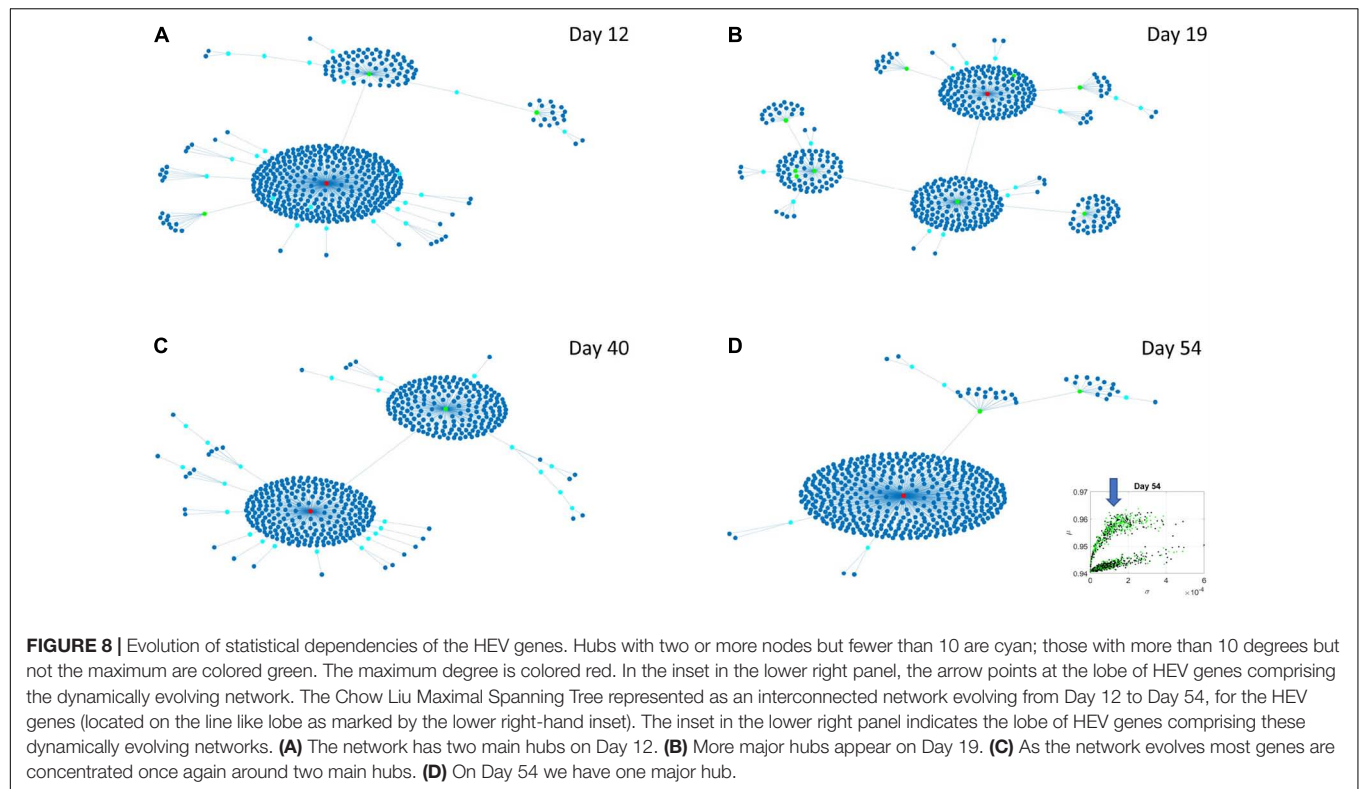 A
Day 12
B
Day 19
C
Day 40
D
Day 54
Day 54
0.97
0.96
μ
0.95
0.94
0
2
4
6
σ
×10⁻⁴
FIGURE 8 | Evolution of statistical dependencies of the HEV genes. Hubs with two or more nodes but fewer than 10 are cyan; those with more than 10 degrees but
not the maximum are colored green. The maximum degree is colored red. In the inset in the lower right panel, the arrow points at the lobe of HEV genes comprising
the dynamically evolving network. The Chow Liu Maximal Spanning Tree represented as an interconnected network evolving from Day 12 to Day 54, for the HEV
genes (located on the line like lobe as marked by the lower right-hand inset). The inset in the lower right panel indicates the lobe of HEV genes comprising these
dynamically evolving networks. (A) The network has two main hubs on Day 12. (B) More major hubs appear on Day 19. (C) As the network evolves most genes are
concentrated once again around two main hubs. (D) On Day 54 we have one major hub.